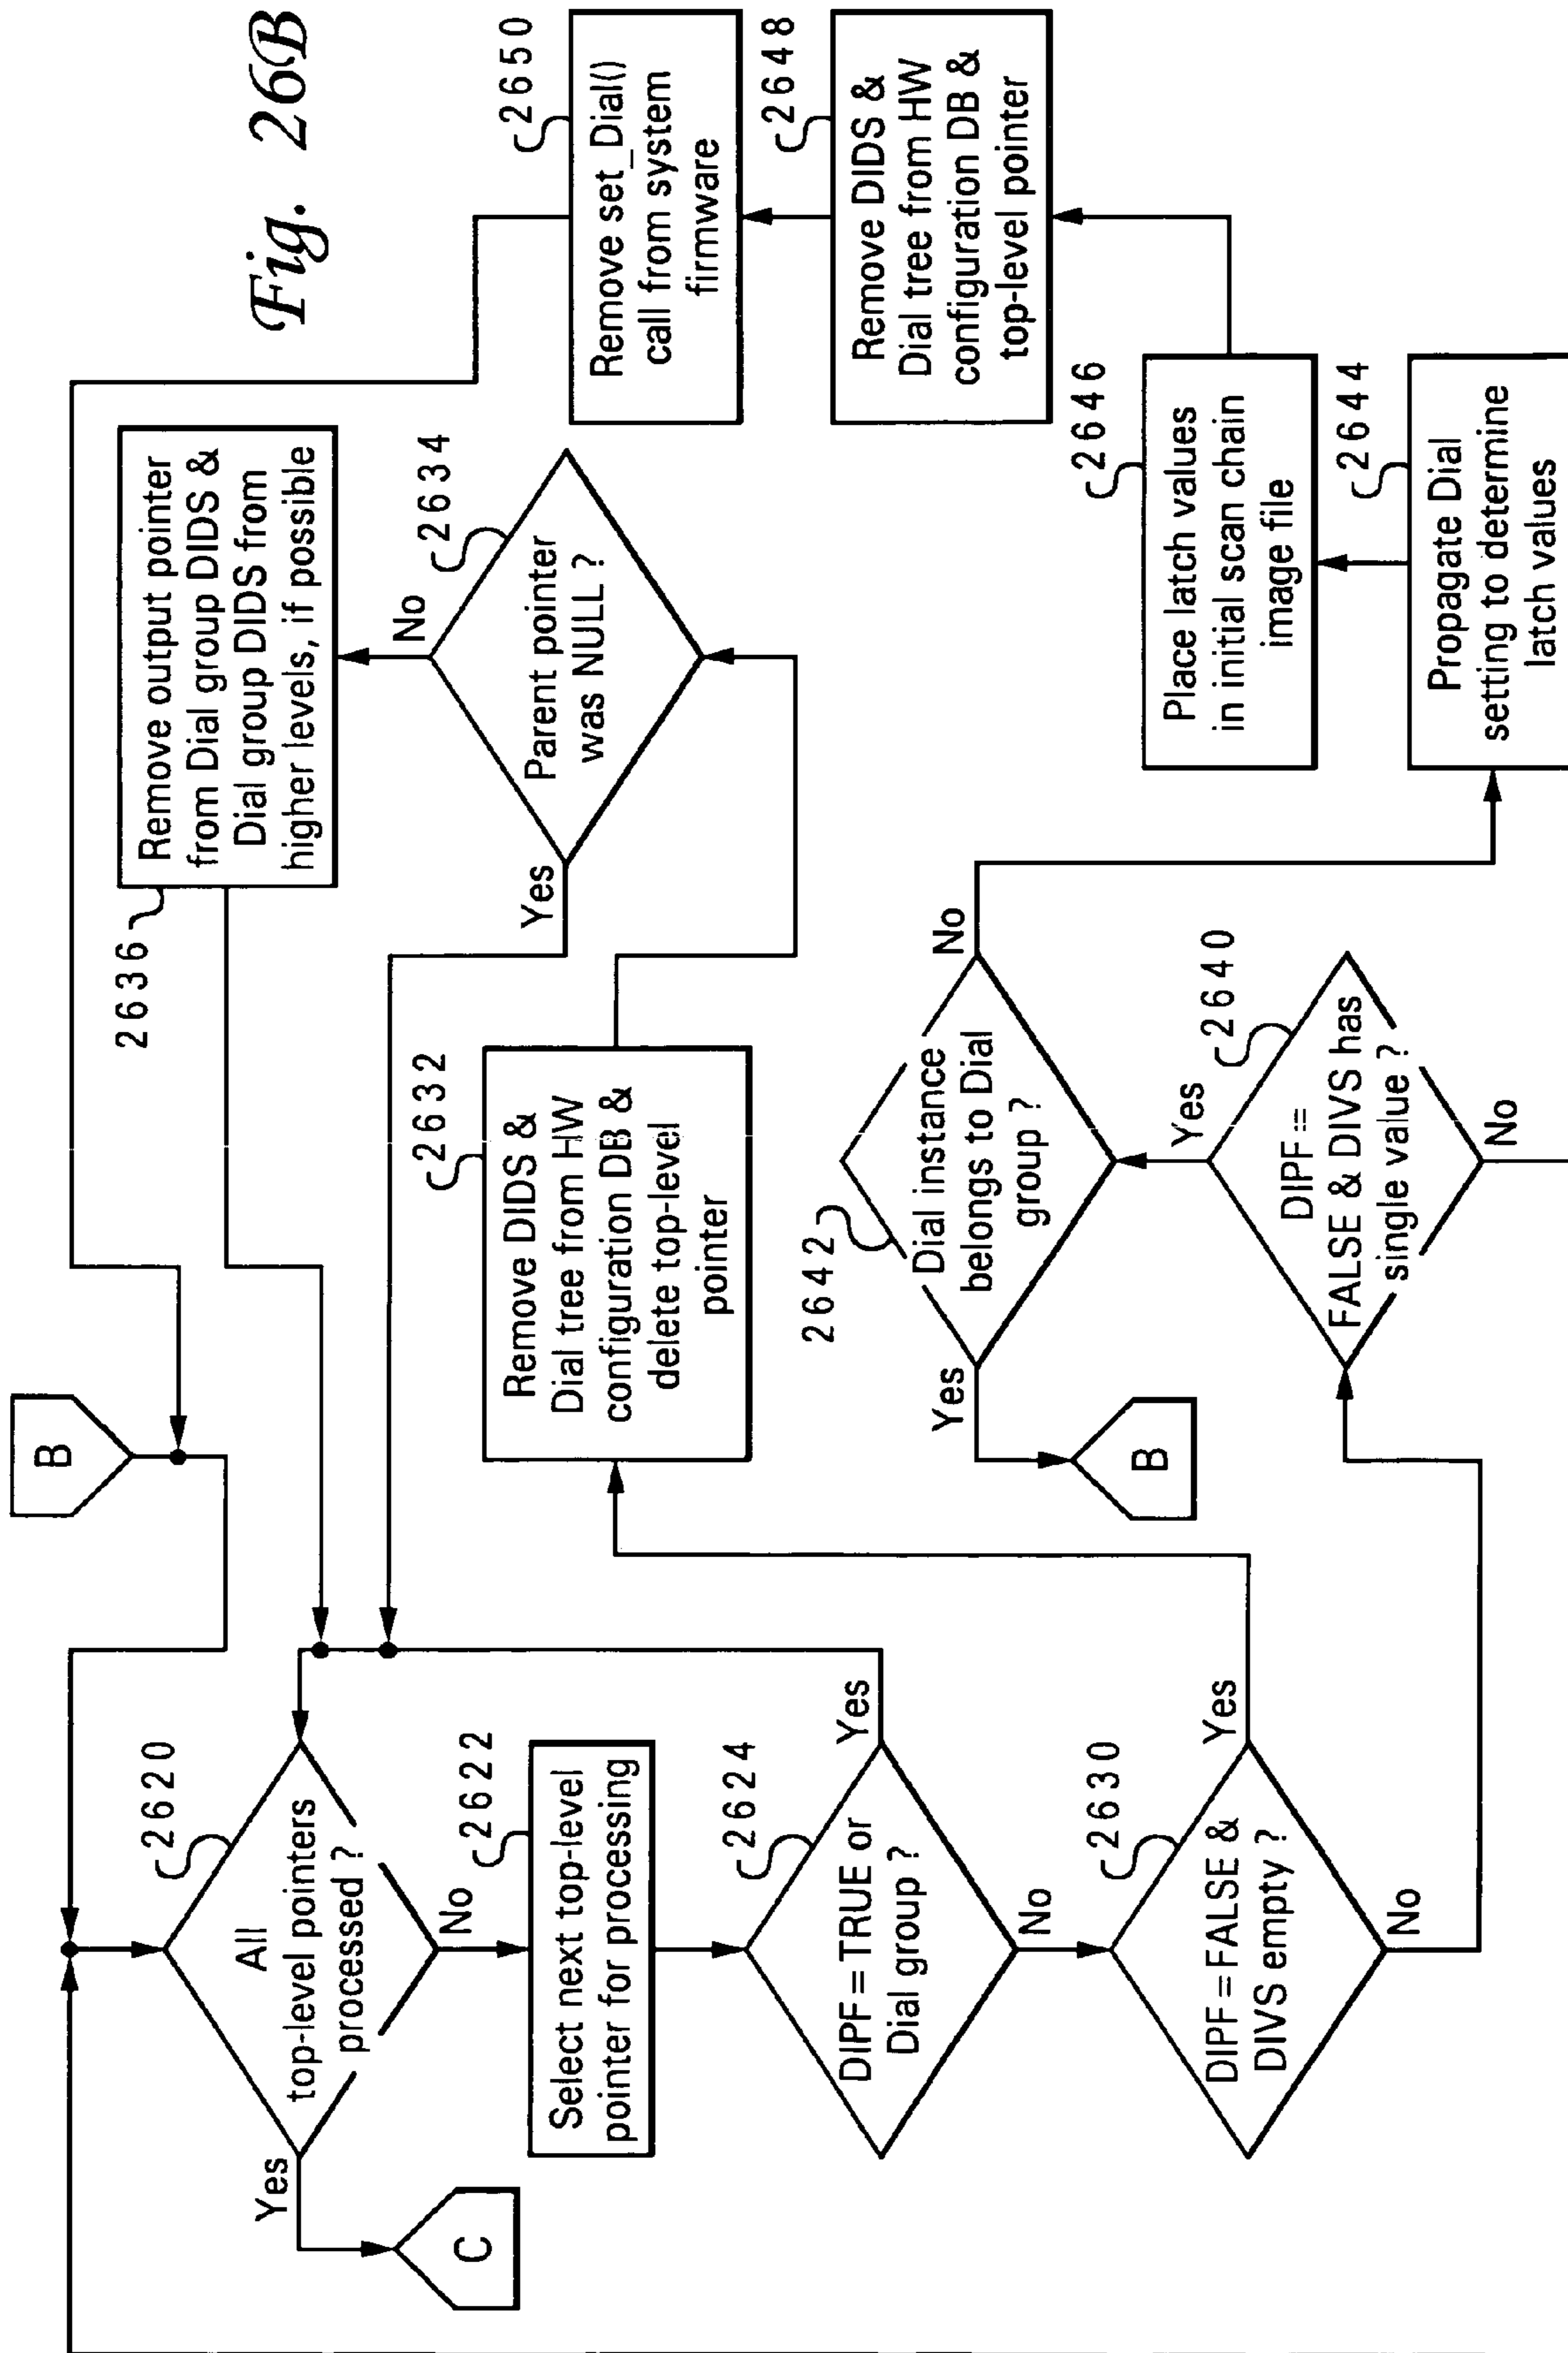 Fig. 26B
B
2620
All
top-level pointers
processed ?
Yes
No
C
2622
Select next top-level
pointer for processing
2624
DIPF = TRUE or
Dial group ?
Yes
No
2630
DIPF = FALSE &
DIVS empty ?
Yes
No
2632
Remove DIDS &
Dial tree from HW
configuration DB &
delete top-level
pointer
2634
Parent pointer
was NULL ?
Yes
No
2636
Remove output pointer
from Dial group DIDS &
Dial group DIDS from
higher levels, if possible
2640
DIPF =
FALSE & DIVS has
single value ?
Yes
No
2642
Dial instance
belongs to Dial
group ?
Yes
No
B
2644
Propagate Dial
setting to determine
latch values
2646
Place latch values
in initial scan chain
image file
2648
Remove DIDS &
Dial tree from HW
configuration DB &
top-level pointer
2650
Remove set_Dial()
call from system
firmware